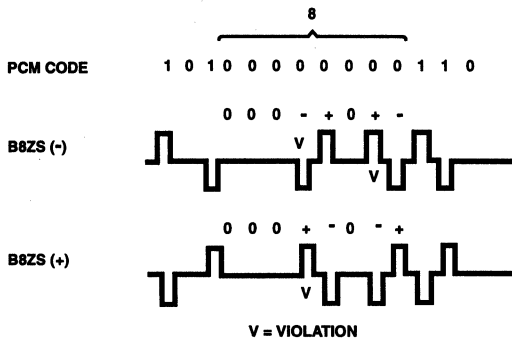 8
PCM CODE 1 0 1 0 0 0 0 0 0 0 0 1 1 0
0 0 0 - + 0 + -
B8ZS (-) V
V
0 0 0 + - 0 - +
B8ZS (+)
V
V = VIOLATION